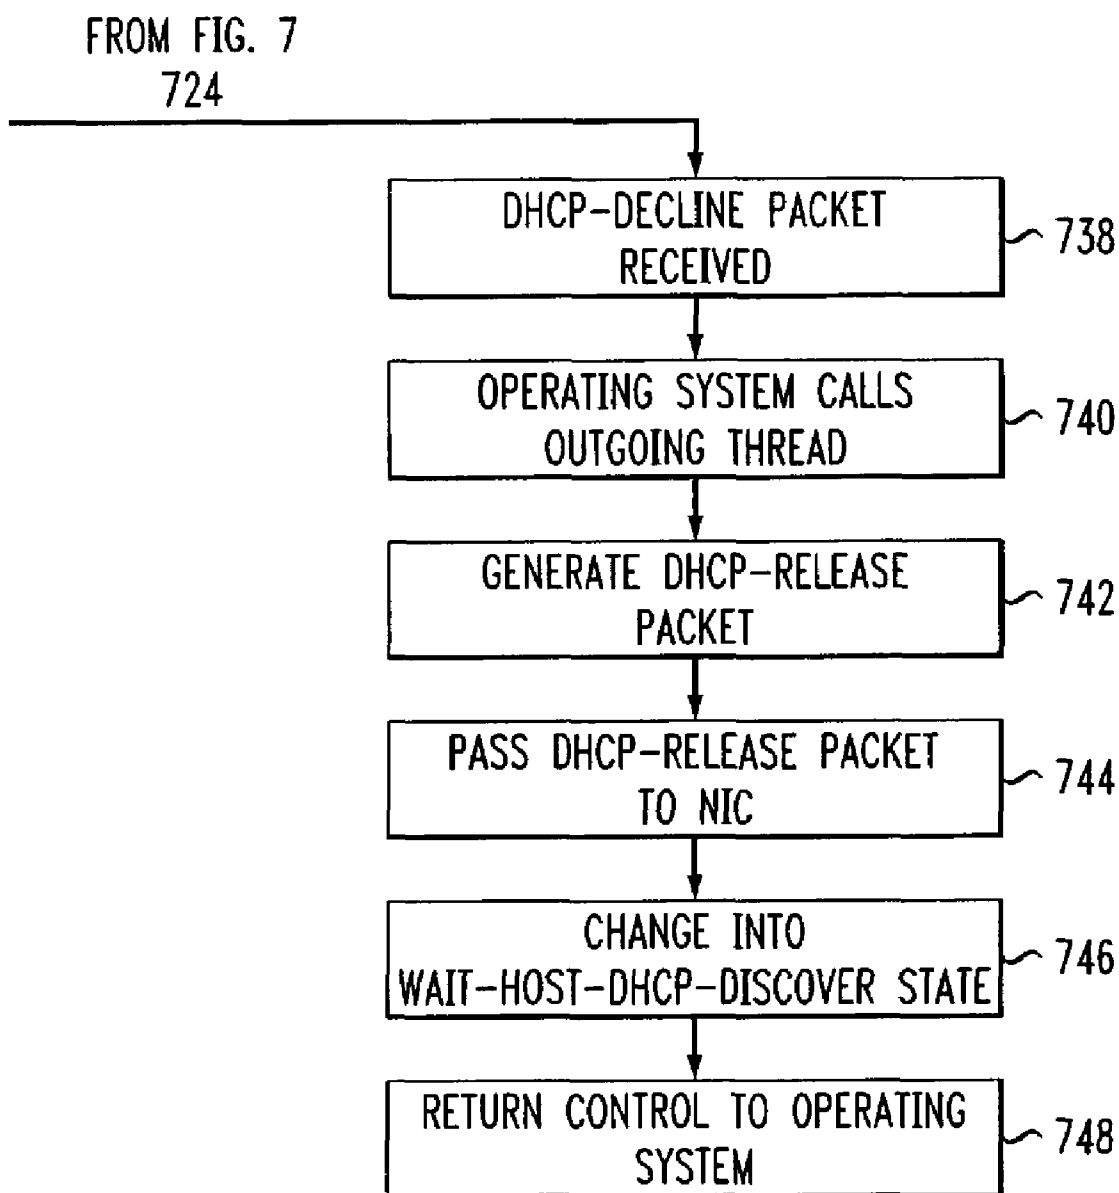 FROM FIG. 7
724
DHCP-DECLINE PACKET
RECEIVED
738
OPERATING SYSTEM CALLS
OUTGOING THREAD
740
GENERATE DHCP-RELEASE
PACKET
742
PASS DHCP-RELEASE PACKET
TO NIC
744
CHANGE INTO
WAIT-HOST-DHCP-DISCOVER STATE
746
RETURN CONTROL TO OPERATING
SYSTEM
748